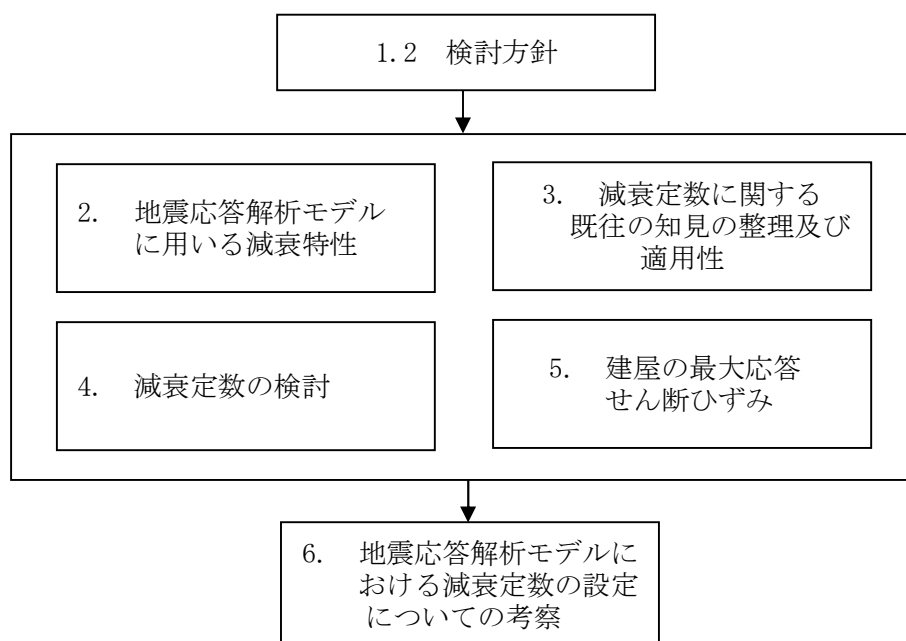 1.2 検討方針
2. 地震応答解析モデル
に用いる減衰特性
3. 減衰定数に関する
既往の知見の整理及び
適用性
4. 減衰定数の検討
5. 建屋の最大応答
せん断ひずみ
6. 地震応答解析モデルに
おける減衰定数の設定
についての考察